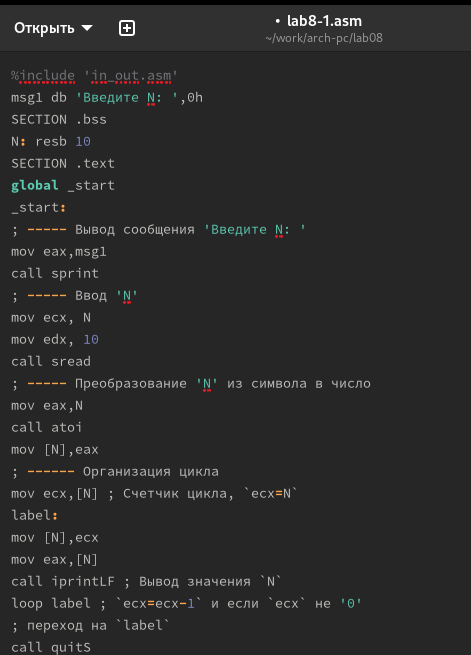 Открыть
• lab8-1.asm
~/work/arch-pc/lab08
%include 'in_out.asm'
msg1 db 'Введите N: ',0h
SECTION .bss
N: resb 10
SECTION .text
global _start
_start:
; ----- Вывод сообщения 'Введите N: '
mov eax,msg1
call sprint
; ----- Ввод 'N'
mov ecx, N
mov edx, 10
call sread
; ----- Преобразование 'N' из символа в число
mov eax,N
call atoi
mov [N],eax
; ------ Организация цикла
mov ecx,[N] ; Счетчик цикла, `ecx=N`
label:
mov [N],ecx
mov eax,[N]
call iprintLF ; Вывод значения `N`
loop label ; `ecx=ecx-1` и если `ecx` не '0'
; переход на `label`
call quitS